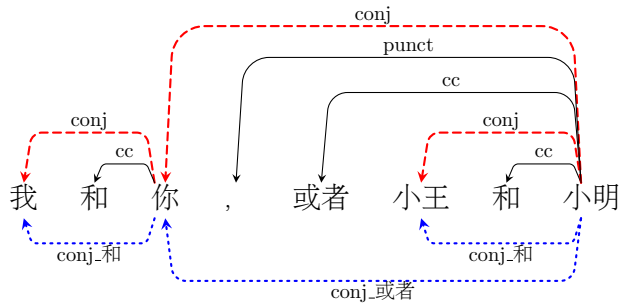 conj
punct
cc
conj conj
cc cc
我 和 你 , 或者 小王 和 小明
conj_和 conj_和
conj_或者